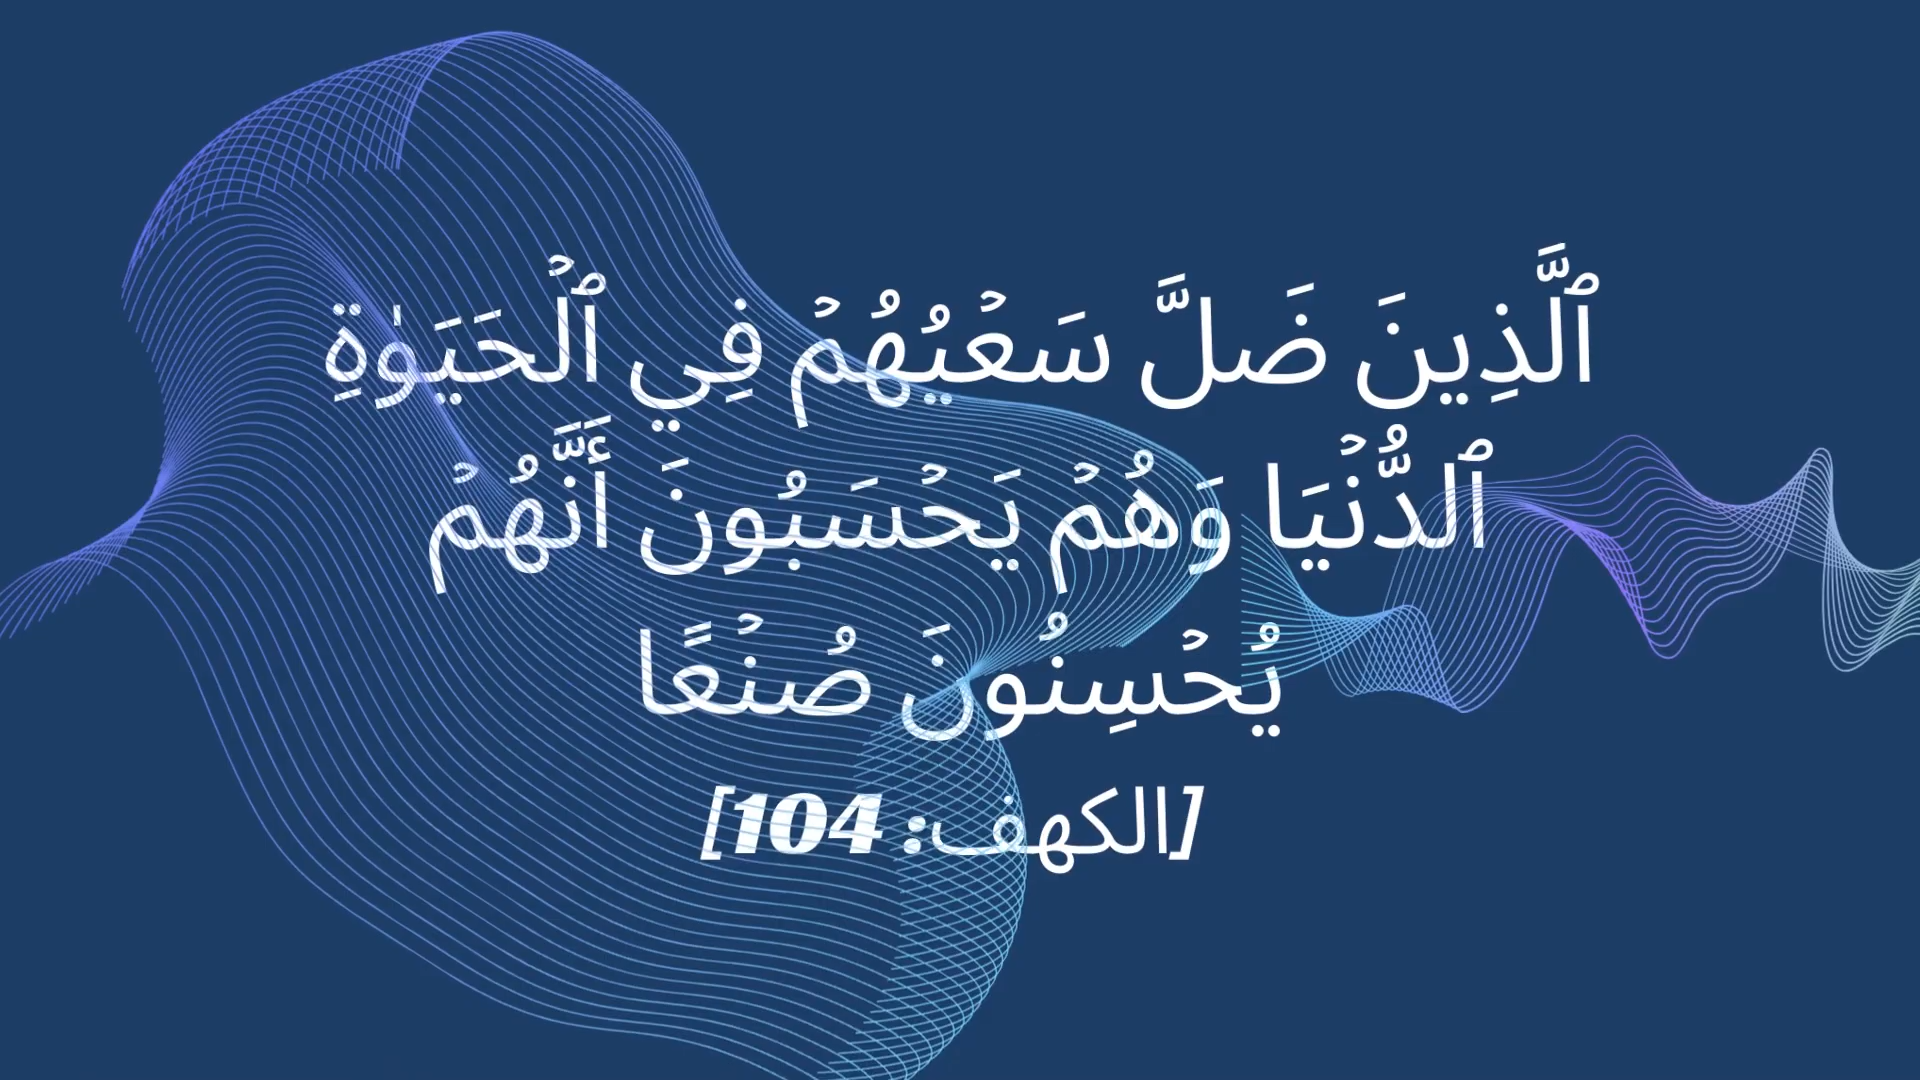 ٱلَّذِينَ ضَلَّ سَعۡيُهُمۡ فِي ٱلۡحَيَوٰةِ
ٱلدُّنۡيَا وَهُمۡ يَحۡسَبُونَ أَنَّهُمۡ
يُحۡسِنُونَ صُنۡعًا
[الكهف: 104]